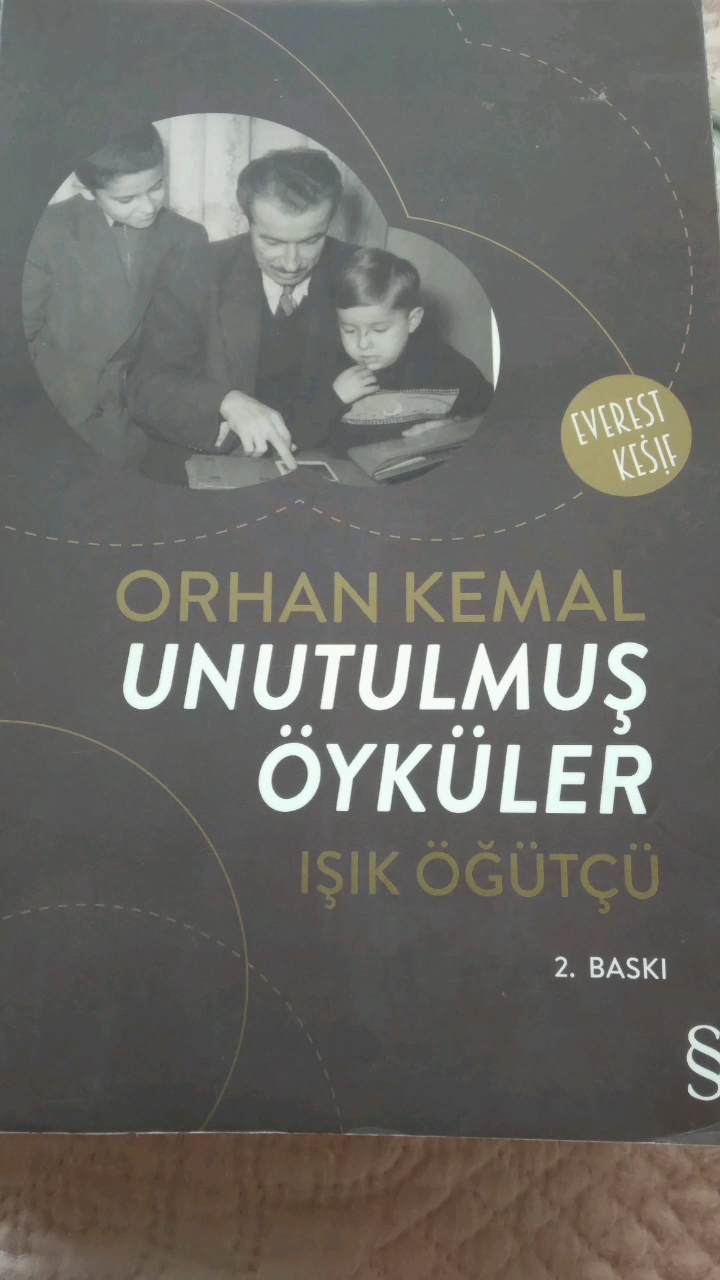 EVEREST
KEŞİF
ORHAN KEMAL
UNUTULMUŞ
ÖYKÜLER
IŞIK ÖĞÜTÇÜ
2. BASKI